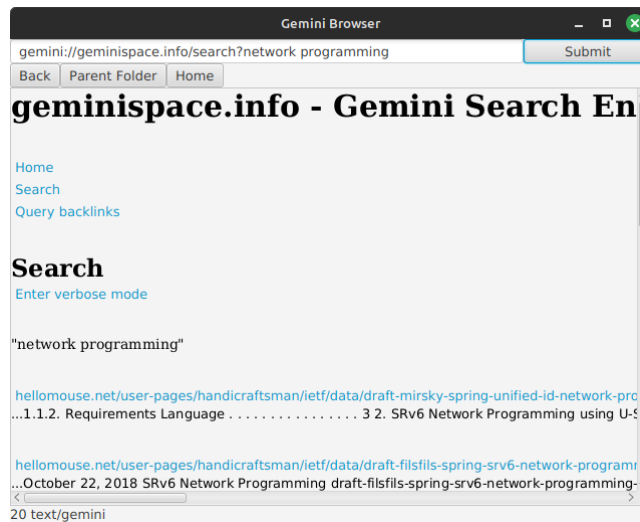 Gemini Browser
gemini://geminispace.info/search?network programming
Submit
Back Parent Folder Home
geminispace.info - Gemini Search En
Home
Search
Query backlinks
Search
Enter verbose mode
"network programming"
hellomouse.net/user-pages/handicraftsman/ietf/data/draft-mirsky-spring-unified-id-network-pro
...1.1.2. Requirements Language . . . . . . . . . . . . . . . . 3 2. SRv6 Network Programming using U-S
hellomouse.net/user-pages/handicraftsman/ietf/data/draft-filsfils-spring-srv6-network-programm
...October 22, 2018 SRv6 Network Programming draft-filsfils-spring-srv6-network-programming-
20 text/gemini